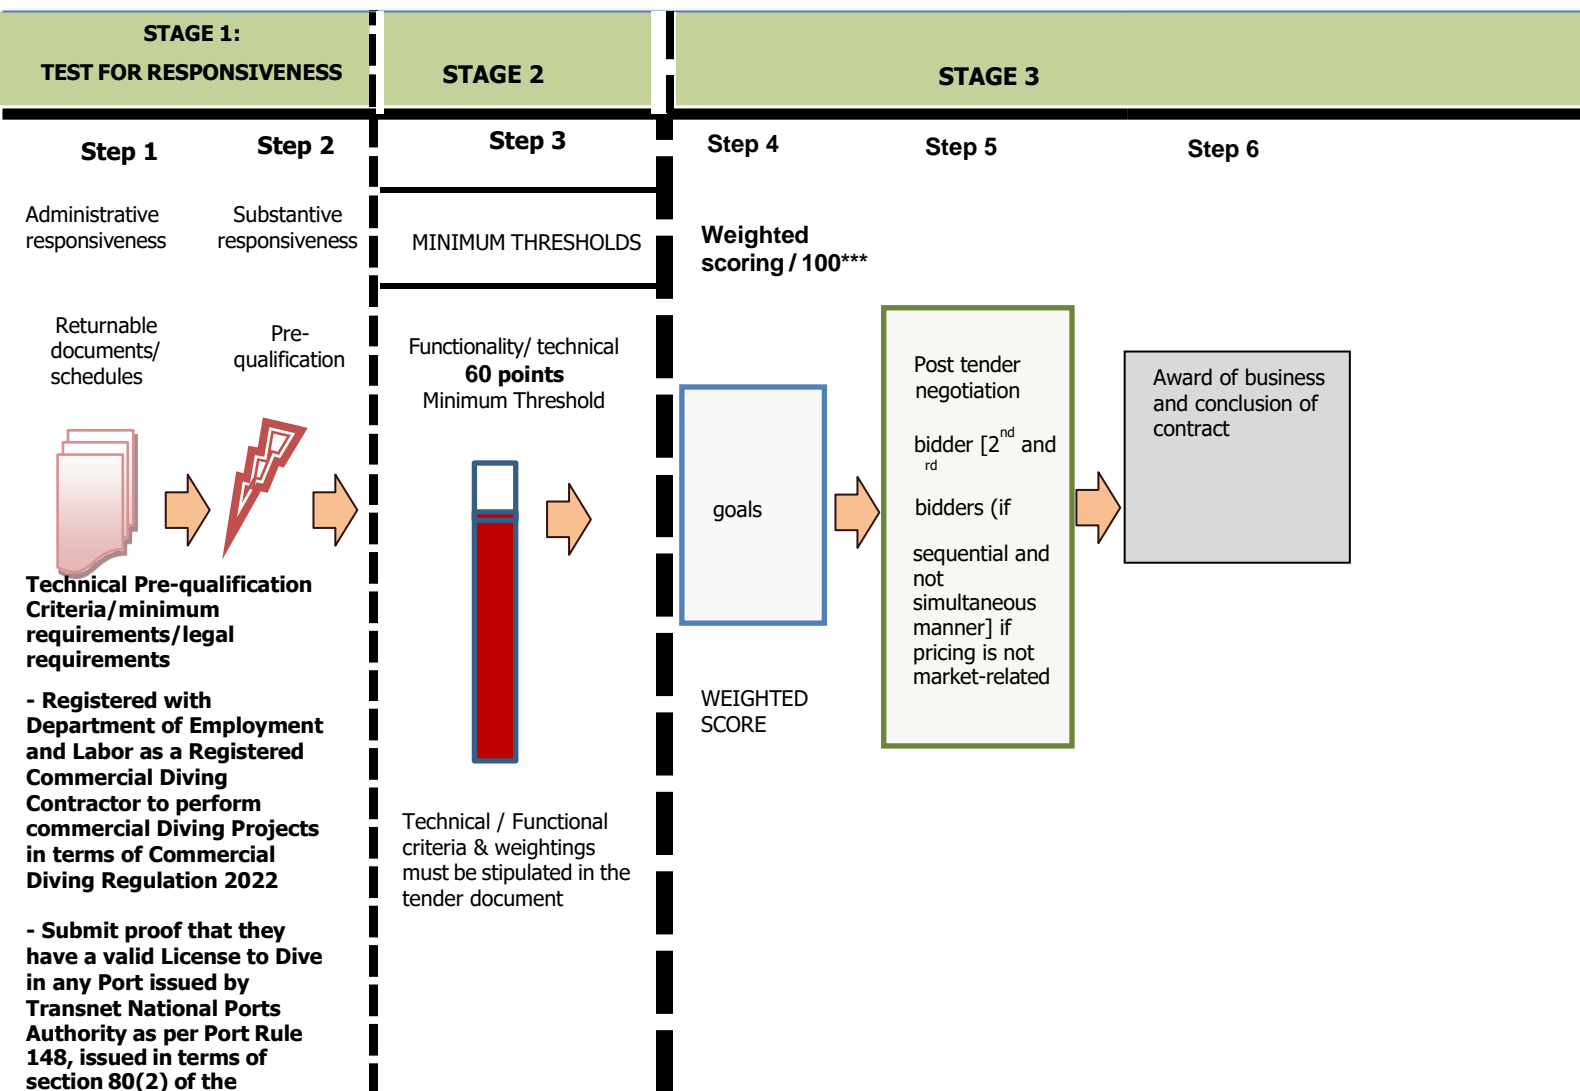 STAGE 1:
TEST FOR RESPONSIVENESS
STAGE 2
STAGE 3
Step 1
Step 2
Step 3
Step 4
Step 5
Step 6
Administrative
responsiveness
Substantive
responsiveness
MINIMUM THRESHOLDS
Weighted
scoring / 100***
Returnable
documents/
schedules
Pre-
qualification
Functionality/ technical
60 points
Minimum Threshold
goals
Post tender
negotiation
bidder [2nd and
rd
bidders (if
sequential and
not
simultaneous
manner] if
pricing is not
market-related
Award of business
and conclusion of
contract
Technical Pre-qualification
Criteria/minimum
requirements/legal
requirements
- Registered with
Department of Employment
and Labor as a Registered
Commercial Diving
Contractor to perform
commercial Diving Projects
in terms of Commercial
Diving Regulation 2022
- Submit proof that they
have a valid License to Dive
in any Port issued by
Transnet National Ports
Authority as per Port Rule
148, issued in terms of
section 80(2) of the
Technical / Functional
criteria & weightings
must be stipulated in the
tender document
WEIGHTED
SCORE